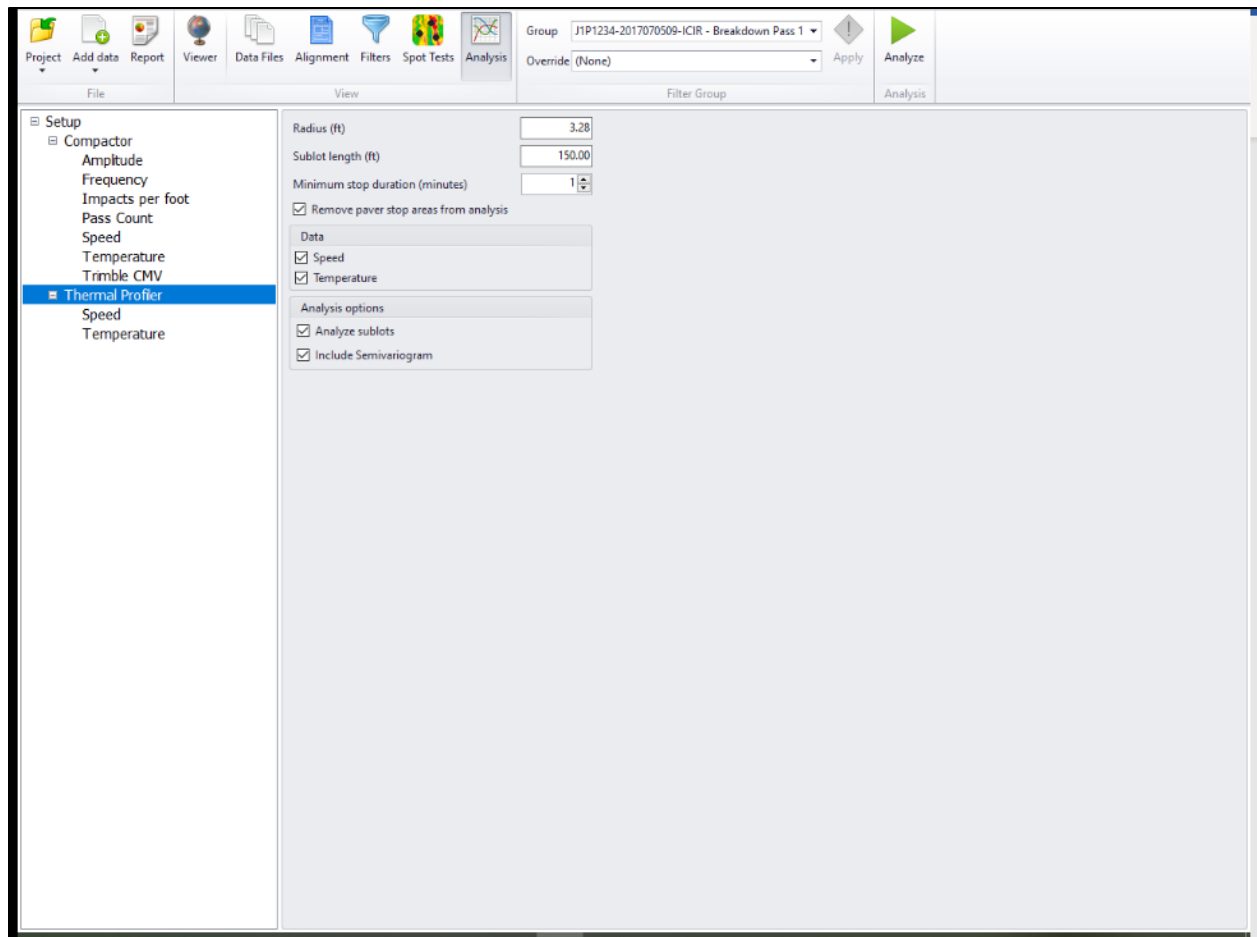 Project Add data Report Viewer Data Files Alignment Filters Spot Tests Analysis
Group J1P1234-2017070509-ICIR - Breakdown Pass 1
Override (None)
Apply Analyze
File View Filter Group Analysis
Setup
Compactor
Amplitude
Frequency
Impacts per foot
Pass Count
Speed
Temperature
Trimble CMV
Thermal Profiler
Speed
Temperature
Radius (ft) 3.28
Sublot length (ft) 150.00
Minimum stop duration (minutes) 1
Remove paver stop areas from analysis
Data
Speed
Temperature
Analysis options
Analyze sublots
Include Semivariogram